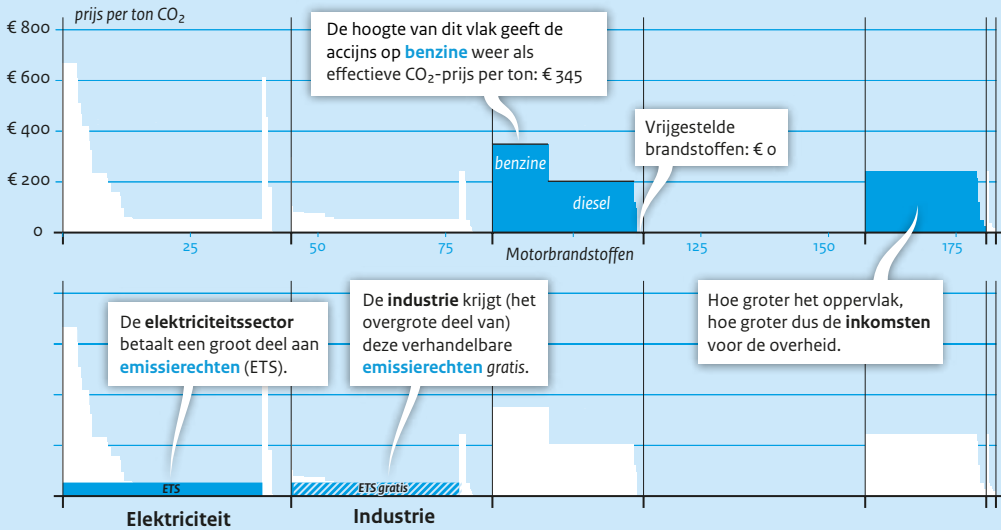 prijs per ton CO₂
€ 800
€ 600
€ 400
€ 200
0
De hoogte van dit vlak geeft de
accijns op benzine weer als
effectieve CO₂-prijs per ton: € 345
Vrijgestelde
brandstoffen: € 0
benzine
diesel
25
50
75
Motorbrandstoffen
125
150
175
De elektriciteitssector
betaalt een groot deel aan
emissierechten (ETS).
De industrie krijgt (het
overgrote deel van)
deze verhandelbare
emissierechten gratis.
Hoe groter het oppervlak,
hoe groter dus de inkomsten
voor de overheid.
ETS
ETS gratis
Elektriciteit
Industrie